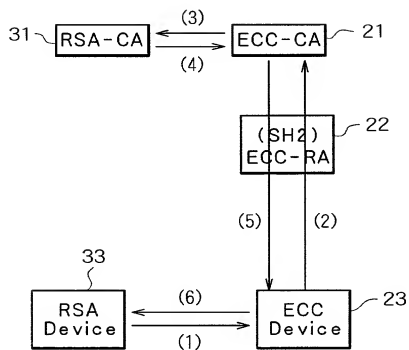 (3)
31
RSA-CA
ECC-CA
21
(4)
(SH2)
ECC-RA
22
(5)
(2)
33
RSA
Device
(6)
(1)
ECC
Device
23